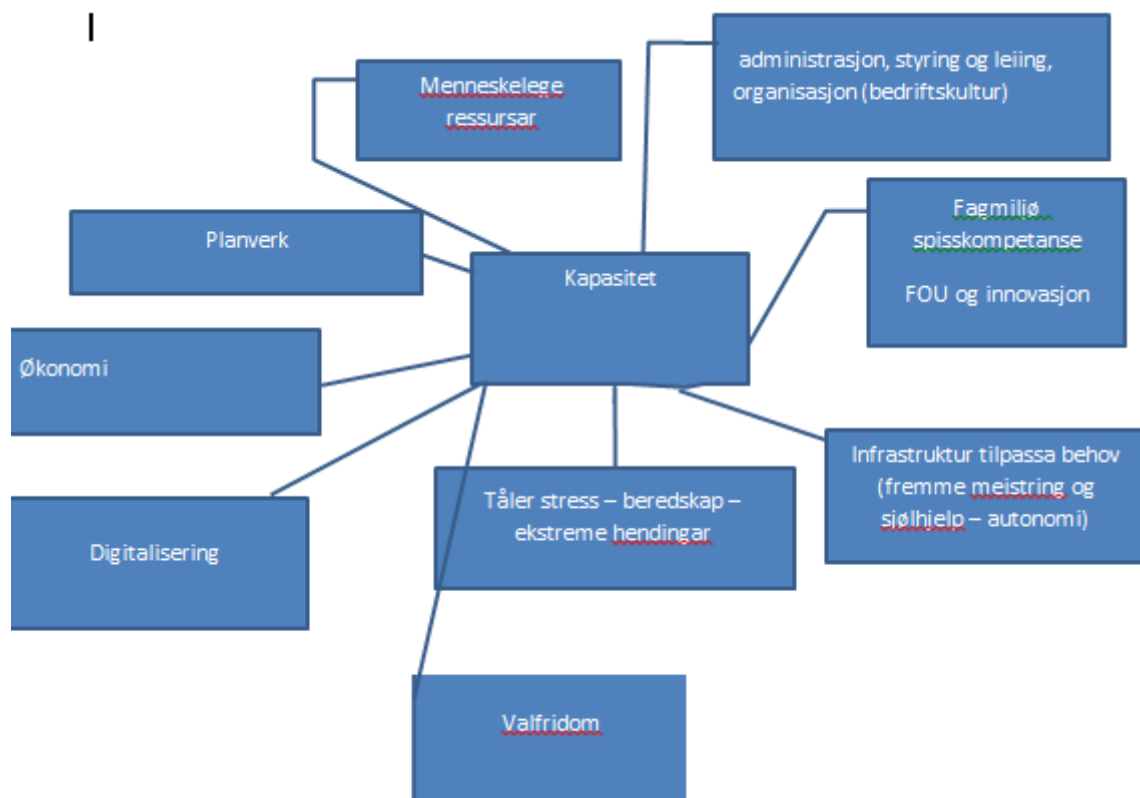 Menneskelege
ressursar
administrasjon, styring og leiing,
organisasjon (bedriftskultur)
Planverk
Kapasitet
Fagmiljø
spisskompetanse
FOU og innovasjon
Økonomi
Infrastruktur tilpassa behov
(fremme meistring og
sjølhjelp – autonomi)
Tåler stress – beredskap –
ekstreme hendingar
Digitalisering
Valfridom